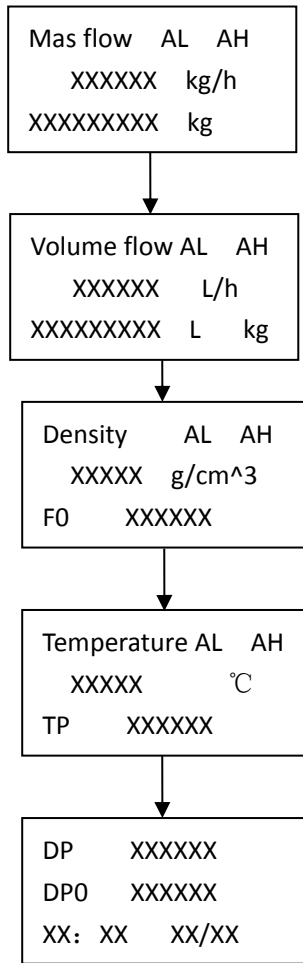 Mas flow AL AH
XXXXXX kg/h
XXXXXXXXX kg
Volume flow AL AH
XXXXXX L/h
XXXXXXXXX L kg
Density AL AH
XXXXX g/cm^3
F0 XXXXXX
Temperature AL AH
XXXXX ℃
TP XXXXXX
DP XXXXXX
DP0 XXXXXX
XX：XX XX/XX